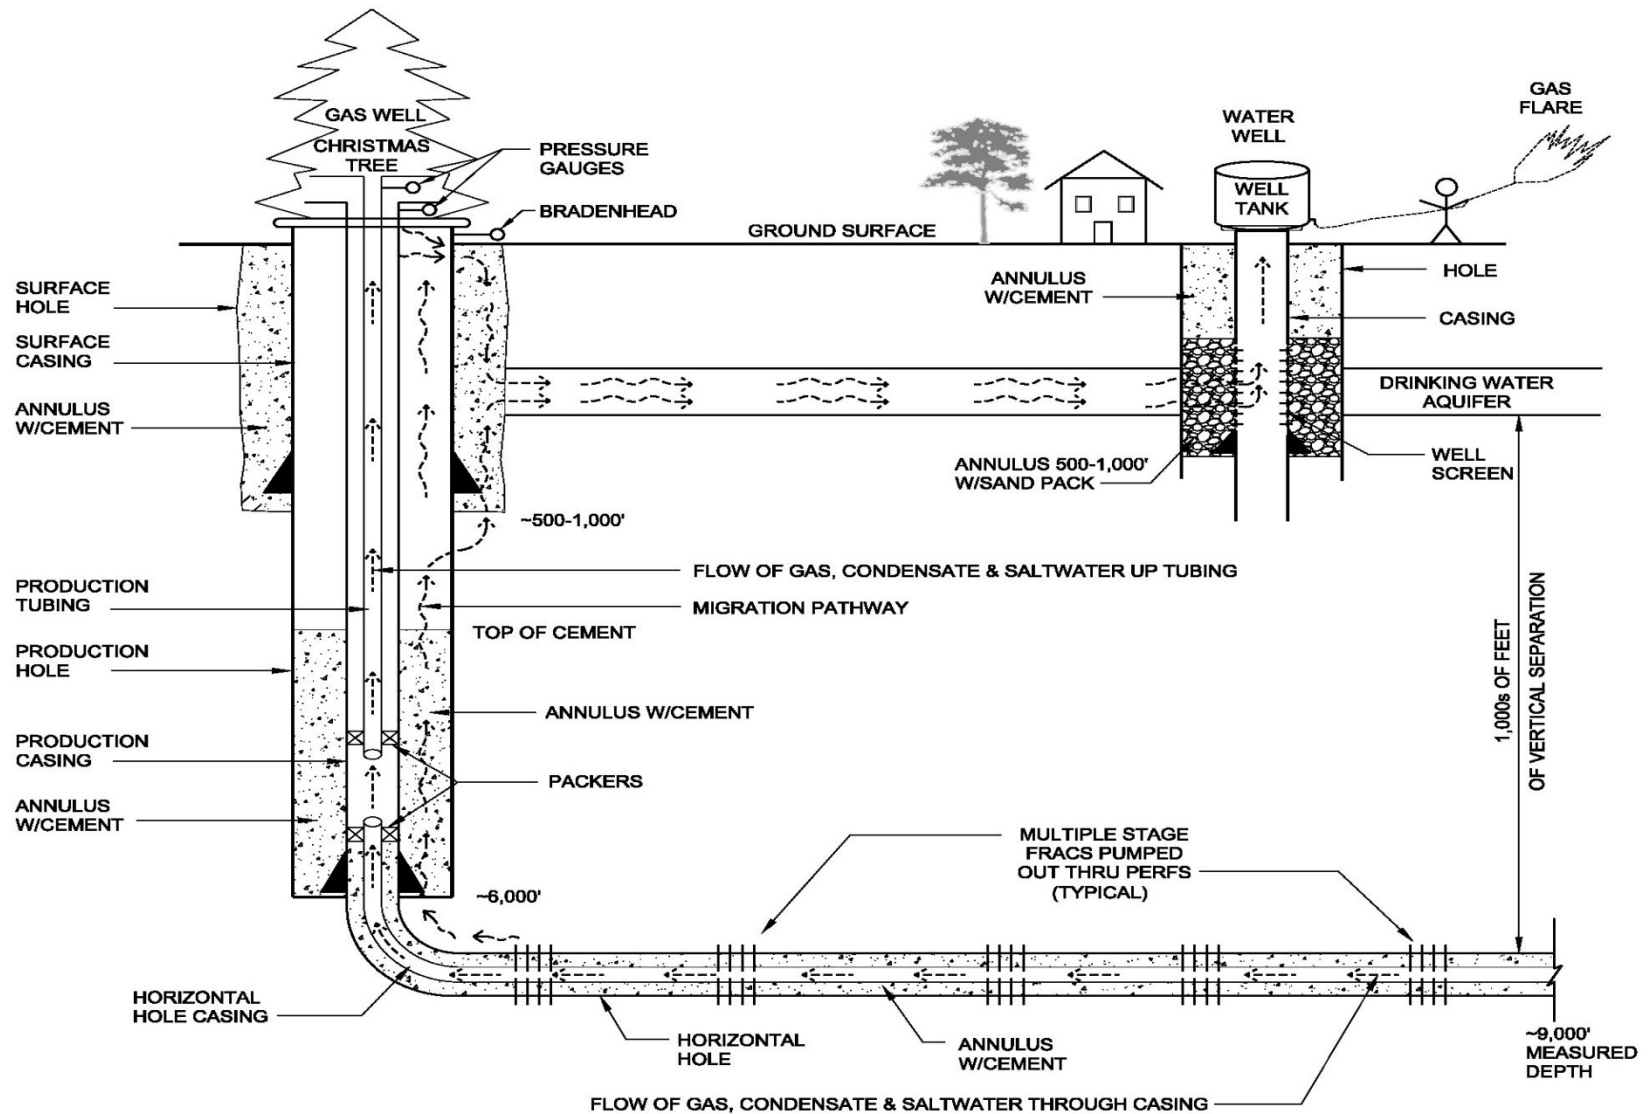 GAS WELL
CHRISTMAS
TREE
PRESSURE
GAUGES
BRADENHEAD
GROUND SURFACE
WATER
WELL
WELL
TANK
GAS
FLARE
SURFACE
HOLE
SURFACE
CASING
ANNULUS
W/CEMENT
ANNULUS
W/CEMENT
HOLE
CASING
DRINKING WATER
AQUIFER
ANNULUS 500-1,000'
W/SAND PACK
WELL
SCREEN
~500-1,000'
FLOW OF GAS, CONDENSATE & SALTWATER UP TUBING
MIGRATION PATHWAY
TOP OF CEMENT
PRODUCTION
TUBING
PRODUCTION
HOLE
ANNULUS W/CEMENT
PRODUCTION
CASING
PACKERS
ANNULUS
W/CEMENT
1,000s OF FEET
OF VERTICAL SEPARATION
MULTIPLE STAGE
FRACS PUMPED
OUT THRU PERFS
(TYPICAL)
~6,000'
HORIZONTAL
HOLE CASING
HORIZONTAL
HOLE
ANNULUS
W/CEMENT
~9,000'
MEASURED
DEPTH
FLOW OF GAS, CONDENSATE & SALTWATER THROUGH CASING